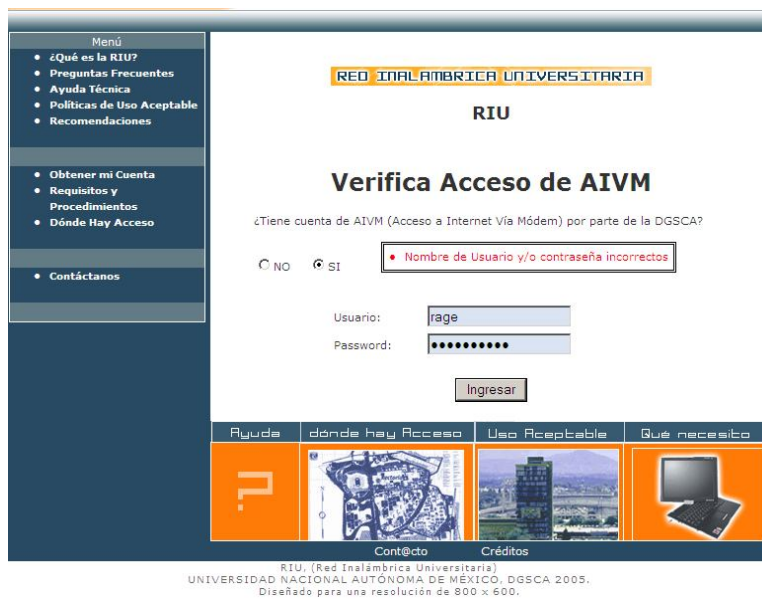 Menú
¿Qué es la RIU?
Preguntas Frecuentes
Ayuda Técnica
Políticas de Uso Aceptable
Recomendaciones
Obtener mi Cuenta
Requisitos y
Procedimientos
Dónde Hay Acceso
Contáctanos
RED INALAMBRICA UNIVERSITARIA
RIU
Verifica Acceso de AIVM
¿Tiene cuenta de AIVM (Acceso a Internet Vía Módem) por parte de la DGSCA?
NO SI
Nombre de Usuario y/o contraseña incorrectos
Usuario: rage
Password: ●●●●●●●●●●
Ingresar
Ayuda dónde hay Acceso Uso Aceptable Qué necesito
?
Cont@cto Créditos
RIU, (Red Inalámbrica Universitaria)
UNIVERSIDAD NACIONAL AUTÓNOMA DE MÉXICO, DGSCA 2005.
Diseñado para una resolución de 800 x 600.